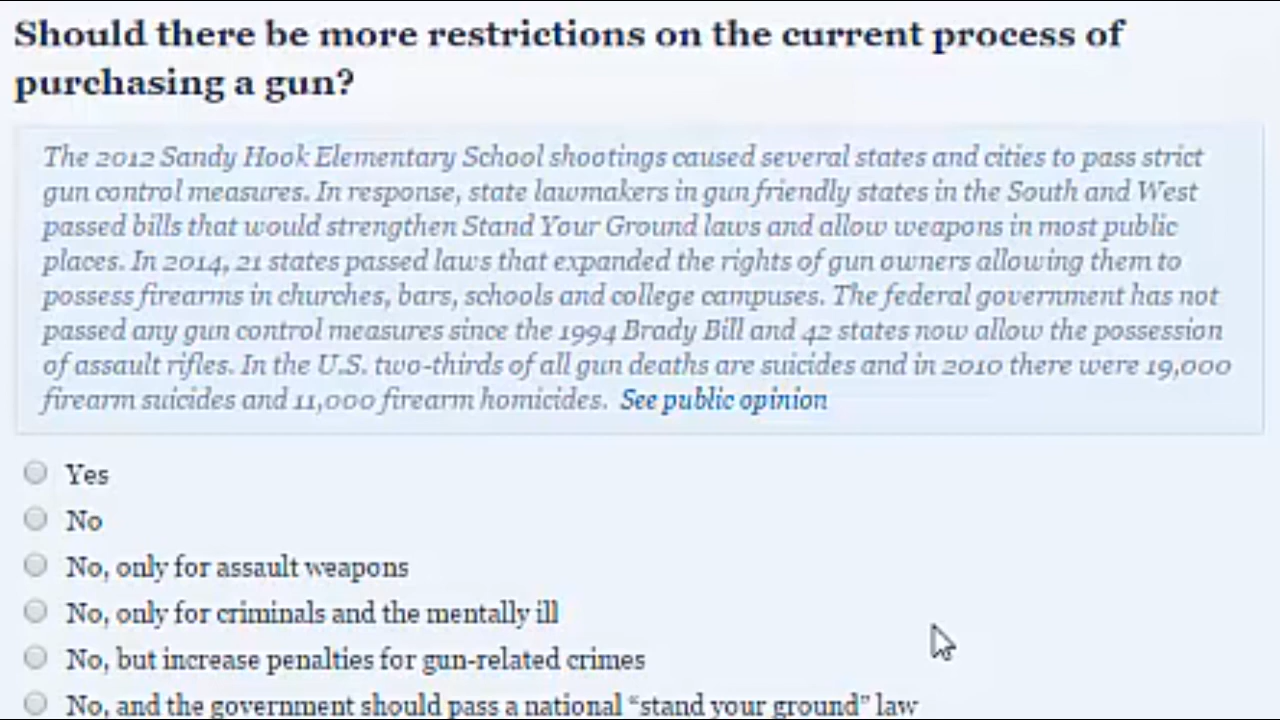 Should there be more restrictions on the current process of
purchasing a gun?
The 2012 Sandy Hook Elementary School shootings caused several states and cities to pass strict
gun control measures. In response, state lawmakers in gun friendly states in the South and West
passed bills that would strengthen Stand Your Ground laws and allow weapons in most public
places. In 2014, 21 states passed laws that expanded the rights of gun owners allowing them to
possess firearms in churches, bars, schools and college campuses. The federal government has not
passed any gun control measures since the 1994 Brady Bill and 42 states now allow the possession
of assault rifles. In the U.S. two-thirds of all gun deaths are suicides and in 2010 there were 19,000
firearm suicides and 11,000 firearm homicides. See public opinion
Yes
No
No, only for assault weapons
No, only for criminals and the mentally ill
No, but increase penalties for gun-related crimes
No, and the government should pass a national “stand your ground” law